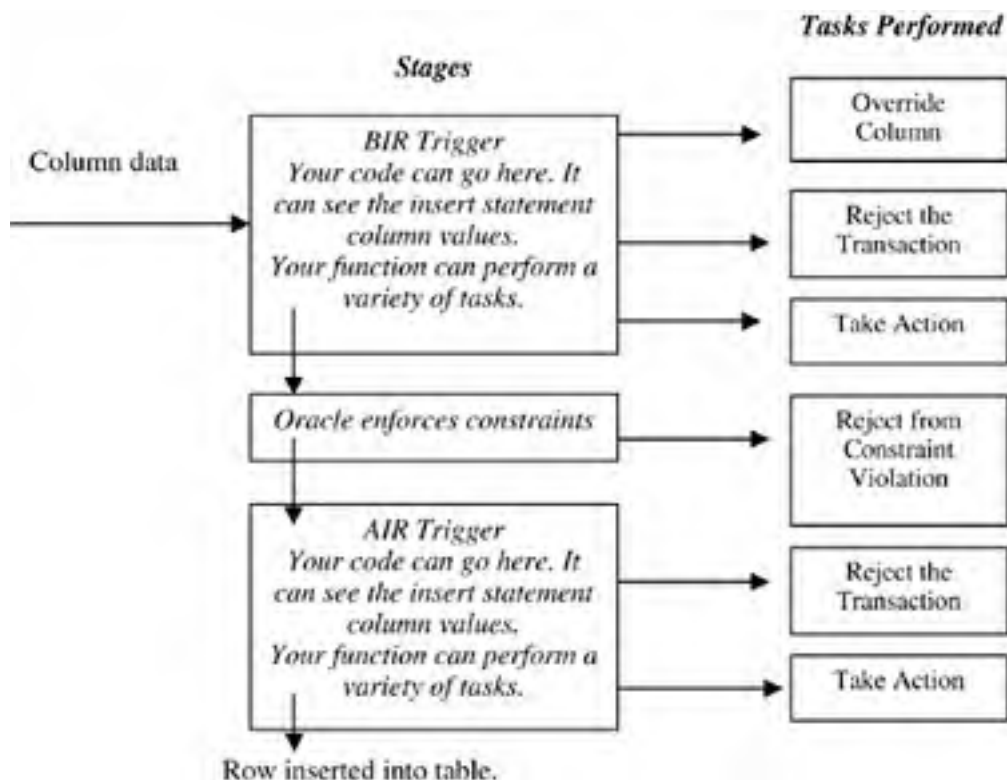 Tasks Performed
Stages
Column data
BIR Trigger
Your code can go here. It
can see the insert statement
column values.
Your function can perform a
variety of tasks.
Override
Column
Reject the
Transaction
Take Action
Oracle enforces constraints
Reject from
Constraint
Violation
AIR Trigger
Your code can go here. It
can see the insert statement
column values.
Your function can perform a
variety of tasks.
Reject the
Transaction
Take Action
Row inserted into table.